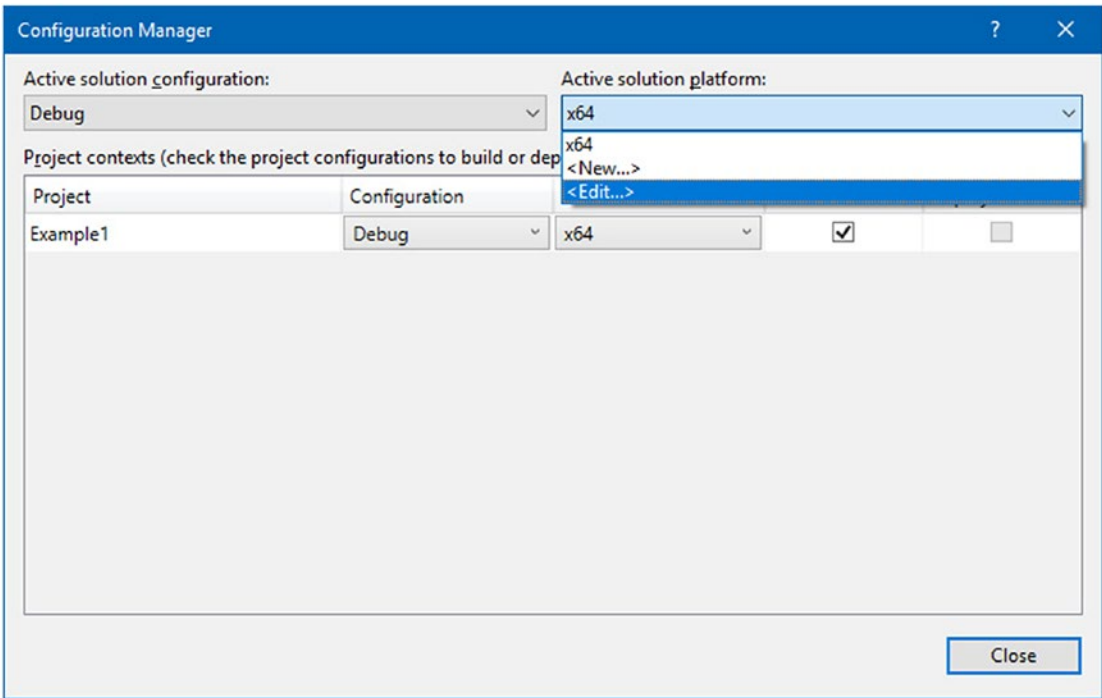 Configuration Manager
? ×
Active solution configuration: Active solution platform:
Debug x64
x64
<New...>
<Edit...>
Project contexts (check the project configurations to build or dep
Project Configuration
Example1 Debug x64
Close